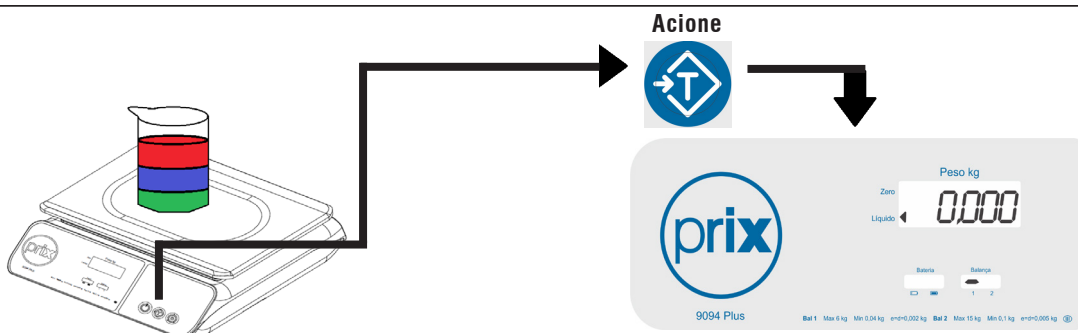 Acione
T
Peso kg
Zero
0,000
Líquido
prix
prix
Bateria
Balança
1 2
9094 Plus
Bal 1 Max 6 kg Min 0,04 kg e=d=0,002 kg Bal 2 Max 15 kg Min 0,1 kg e=d=0,005 kg